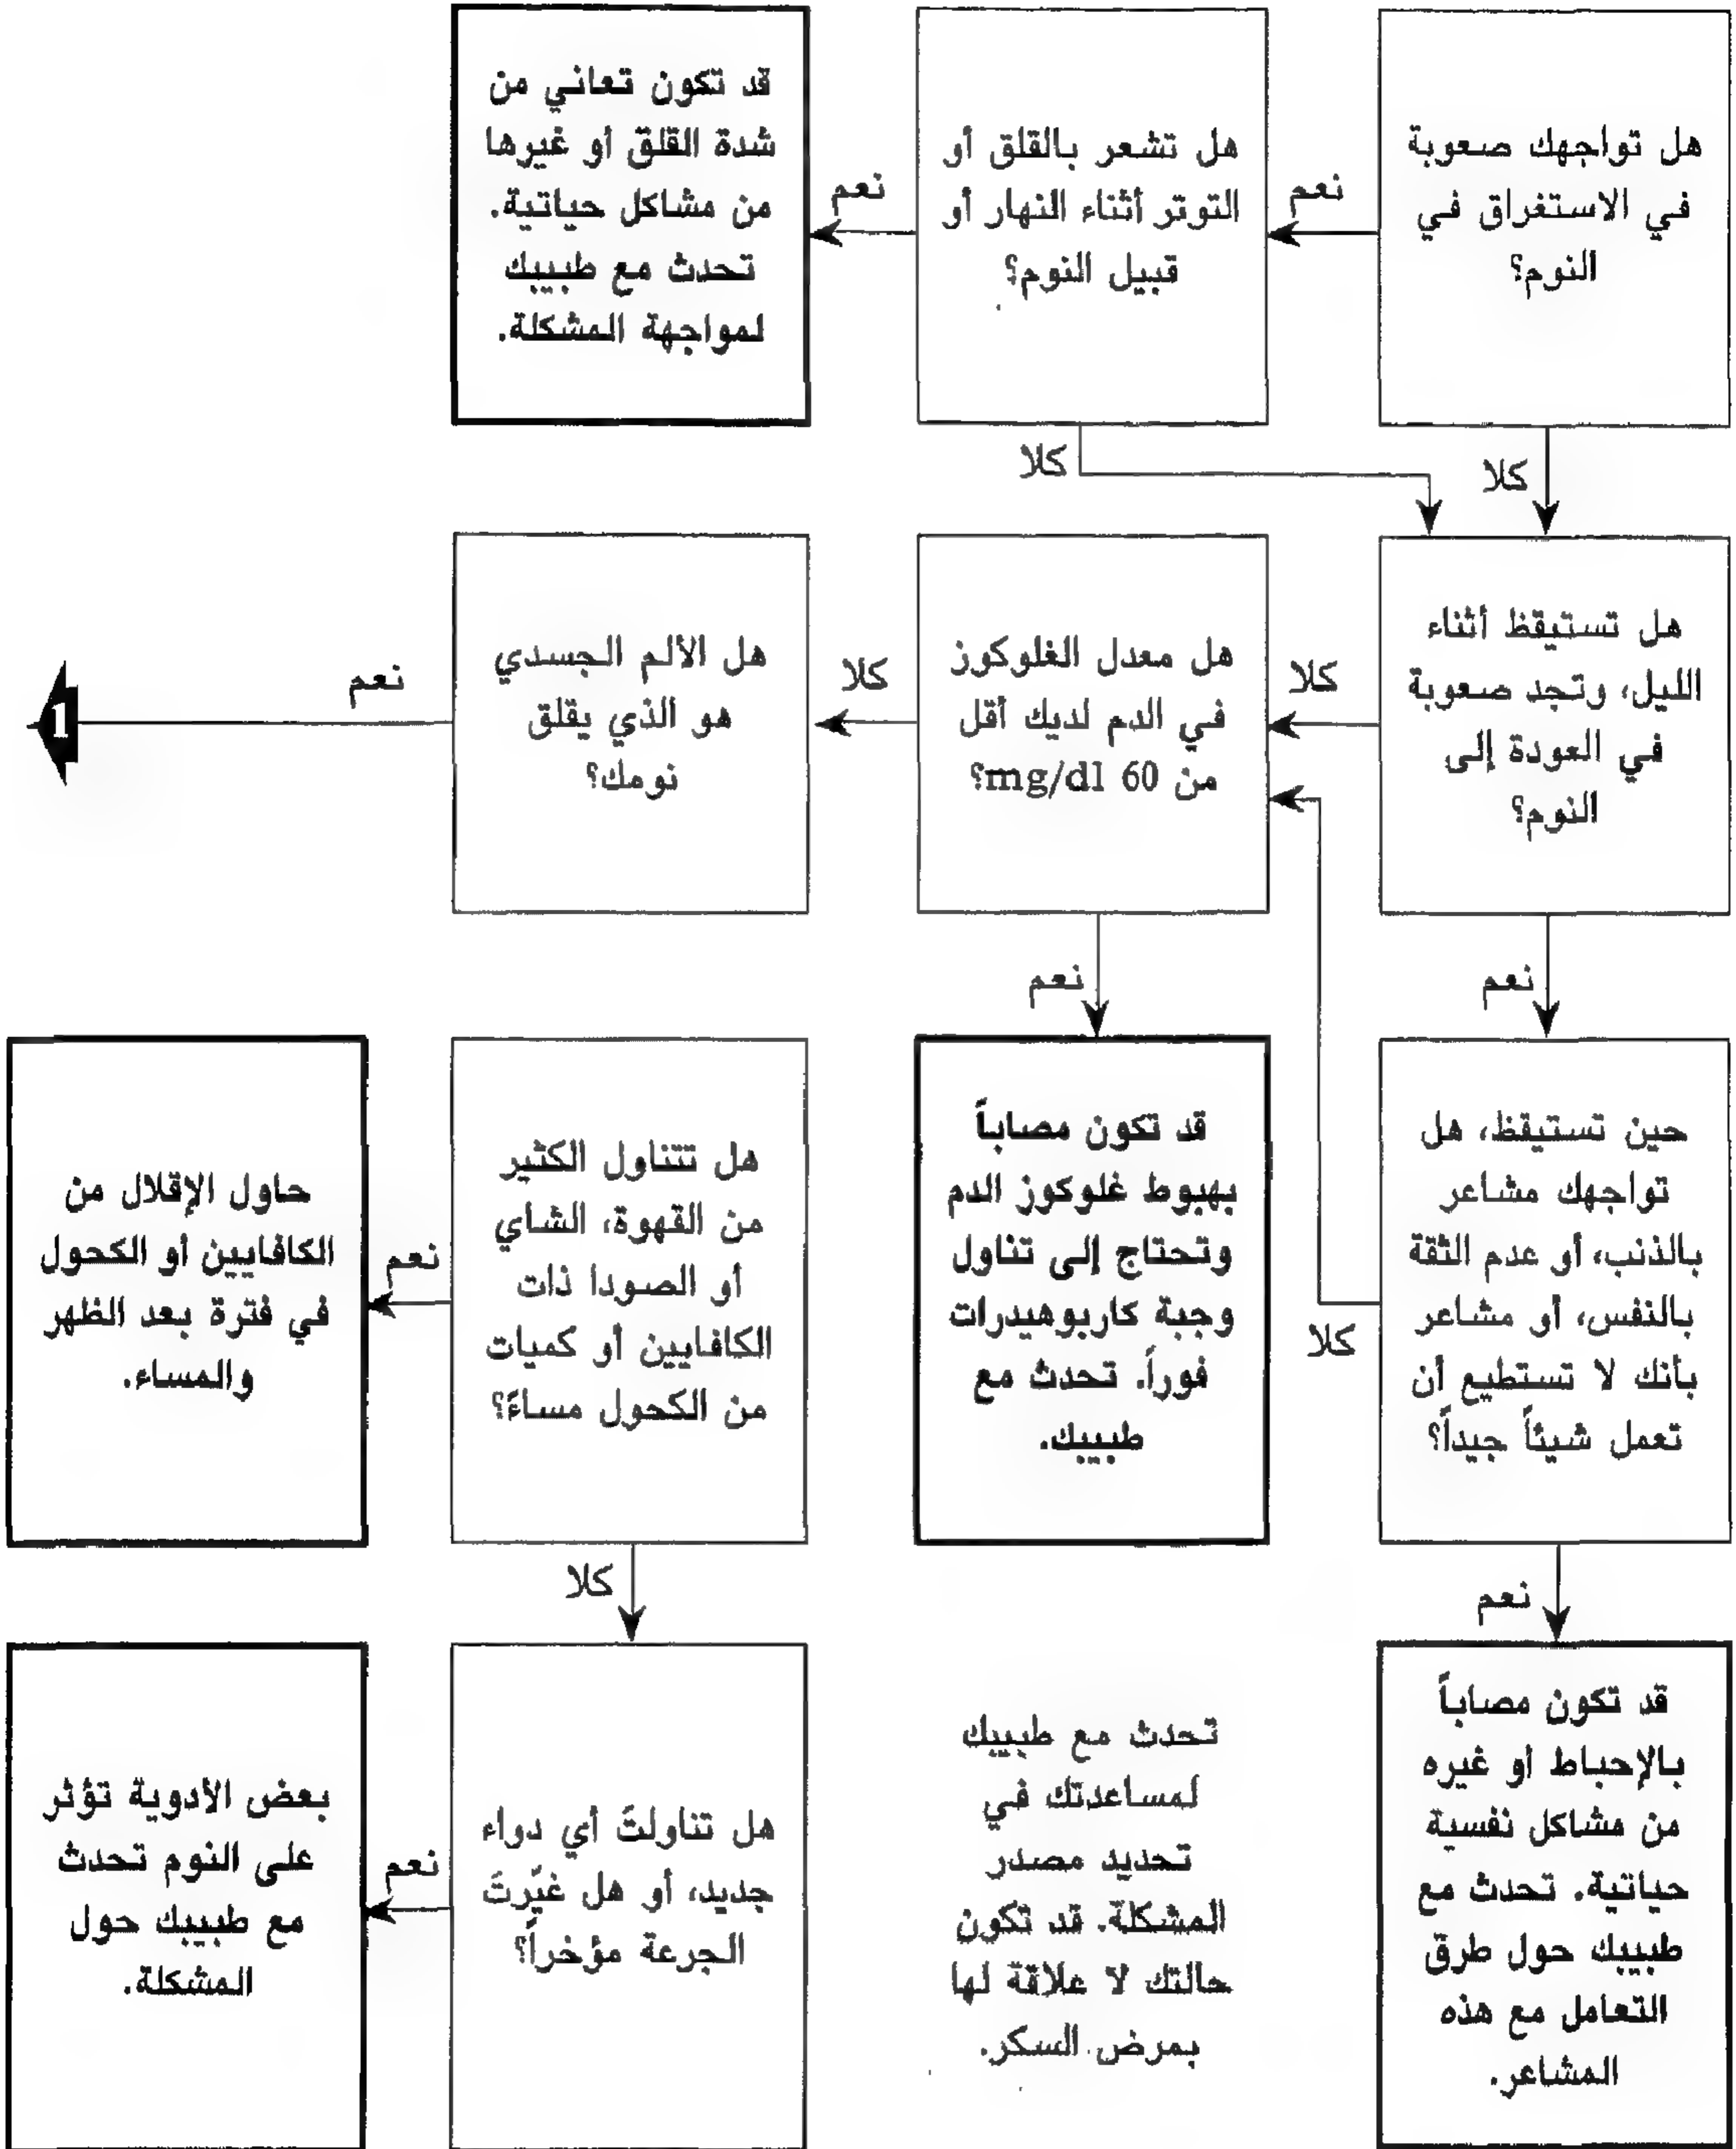 هل تواجهك صعوبة
في الاستغراق في
النوم؟
نعم
كلا
هل تشعر بالقلق أو
التوتر أثناء النهار أو
قبيل النوم؟
نعم
كلا
قد تكون تعاني من
شدة القلق أو غيرها
من مشاكل حياتية.
تحدث مع طبيبك
لمواجهة المشكلة.
هل تستيقظ أثناء
الليل، وتجد صعوبة
في العودة إلى
النوم؟
كلا
نعم
هل معدل الغلوكوز
في الدم لديك أقل
من 60 mg/dl؟
كلا
نعم
هل الألم الجسدي
هو الذي يقلق
نومك؟
نعم
1
حين تستيقظ، هل
تواجهك مشاعر
بالذنب، أو عدم الثقة
بالنفس، أو مشاعر
بأنك لا تستطيع أن
تعمل شيئاً جيداً؟
كلا
نعم
قد تكون مصاباً
بهبوط غلوكوز الدم
وتحتاج إلى تناول
وجبة كاربوهيدرات
فوراً. تحدث مع
طبيبك.
هل تتناول الكثير
من القهوة، الشاي
أو الصودا ذات
الكافايين أو كميات
من الكحول مساءً؟
نعم
كلا
حاول الإقلال من
الكافايين أو الكحول
في فترة بعد الظهر
والمساء.
قد تكون مصاباً
بالإحباط أو غيره
من مشاكل نفسية
حياتية. تحدث مع
طبيبك حول طرق
التعامل مع هذه
المشاعر.
تحدث مع طبيبك
لمساعدتك في
تحديد مصدر
المشكلة. قد تكون
حالتك لا علاقة لها
بمرض السكر.
هل تناولتَ أي دواء
جديد، أو هل غيّرتَ
الجرعة مؤخراً؟
نعم
بعض الأدوية تؤثر
على النوم تحدث
مع طبيبك حول
المشكلة.